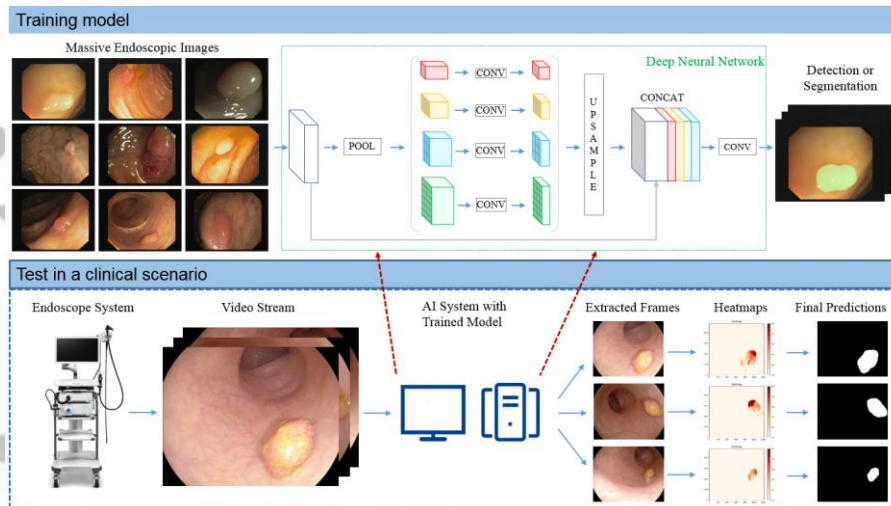 Training model
Massive Endoscopic Images
Deep Neural Network
CONV
CONV
CONV
CONV
POOL
UPSAMPLE
CONCAT
CONV
Detection or
Segmentation
Test in a clinical scenario
Endoscope System
Video Stream
AI System with
Trained Model
Extracted Frames
Heatmaps
Final Predictions